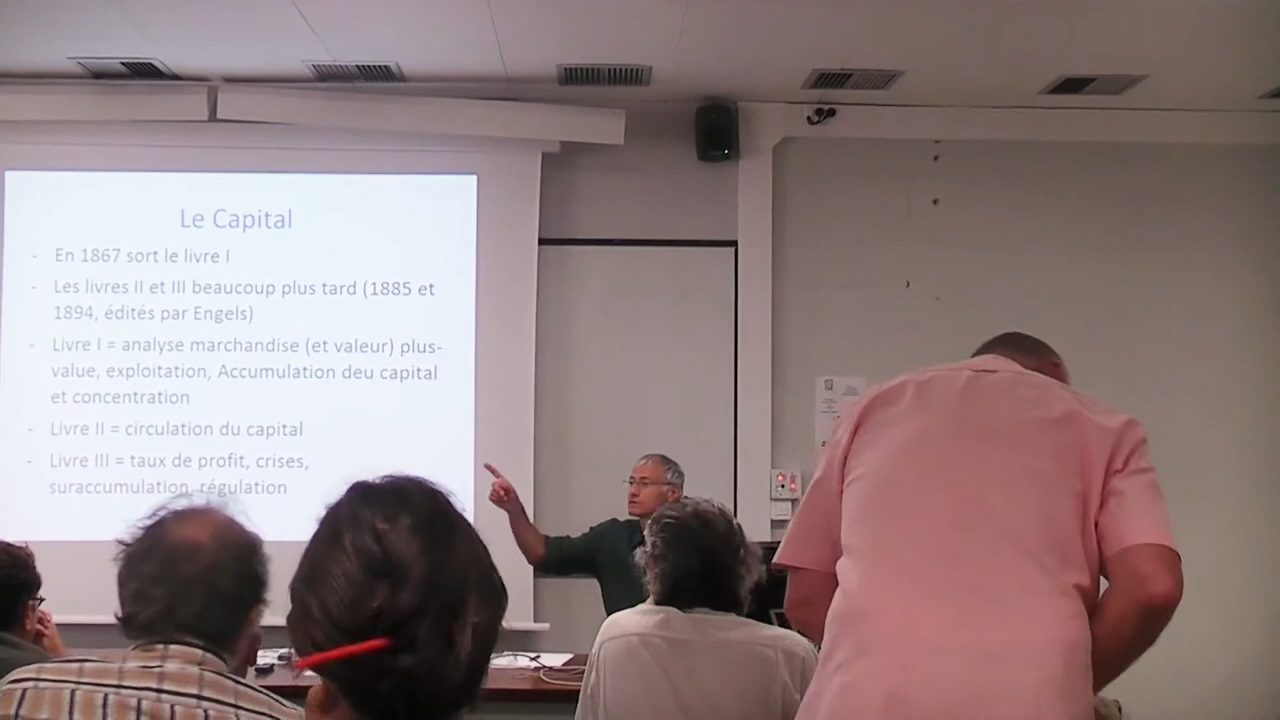 Le Capital
- En 1867 sort le livre I
- Les livres II et III beaucoup plus tard (1885 et
1894, édités par Engels)
- Livre I = analyse marchandise (et valeur) plus-
value, exploitation, Accumulation deu capital
et concentration
- Livre II = circulation du capital
- Livre III = taux de profit, crises,
suraccumulation, régulation